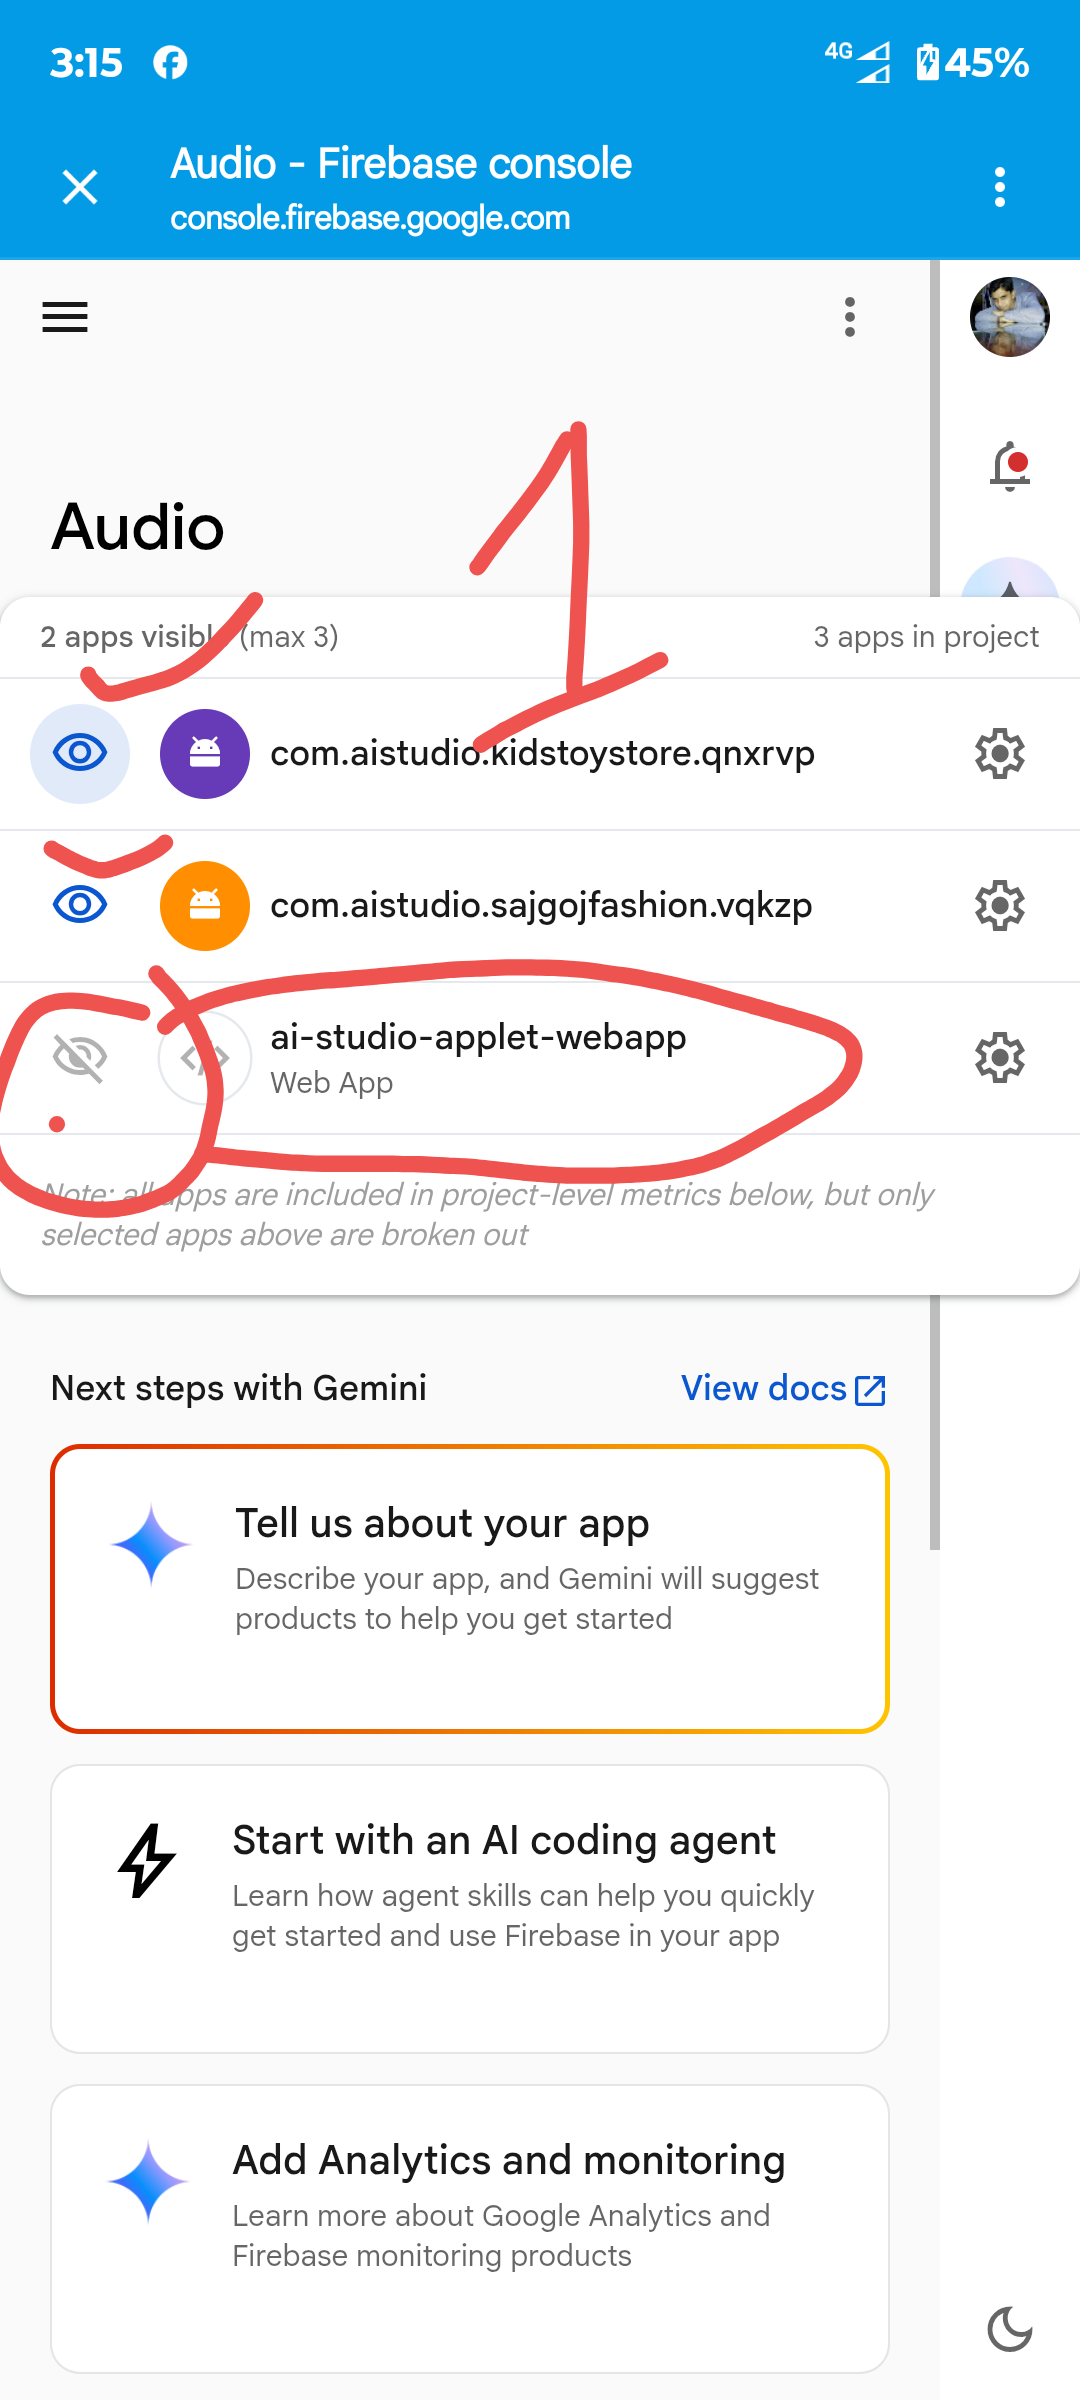 3:15
4G
45%
Audio - Firebase console
console.firebase.google.com
Audio
2 apps visibl (max 3)
3 apps in project
com.aistudio.kidstoystore.qnxrvp
com.aistudio.sajgojfashion.vqkzp
ai-studio-applet-webapp
Web App
Note: all apps are included in project-level metrics below, but only
selected apps above are broken out
Next steps with Gemini
View docs
Tell us about your app
Describe your app, and Gemini will suggest
products to help you get started
Start with an AI coding agent
Learn how agent skills can help you quickly
get started and use Firebase in your app
Add Analytics and monitoring
Learn more about Google Analytics and
Firebase monitoring products
1